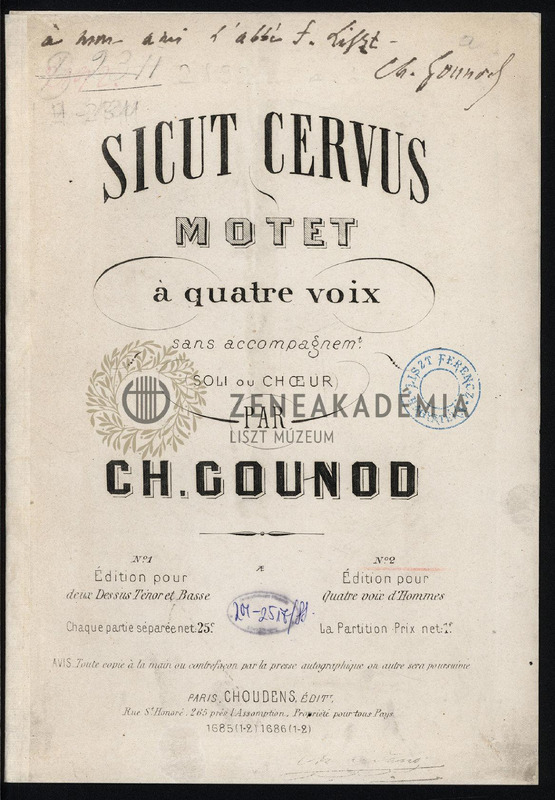 à mon ami l'abbé F. Liszt -
Ch. Gounod
SICUT CERVUS
MOTET
à quatre voix
sans accompagnemt.
(SOLI ou CHŒUR)
ZENEAKADÉMIA
PAR
LISZT MÚZEUM
LISZT FERENCZ
CH. GOUNOD
No. 1
Édition pour
deux Dessus Ténor et Basse
Chaque partie séparée net: 25c.
Æ
No. 2
Édition pour
Quatre voix d'Hommes
La Partition Prix net: 1f.
AVIS. Toute copie à la main ou contrefaçon par la presse autographique ou autre sera poursuivie
PARIS, CHOUDENS, ÉDITr.
Rue St. Honoré, 265 près l'Assomption, Propriété pour tous Pays.
1685 (1-2) 1686 (1-2)